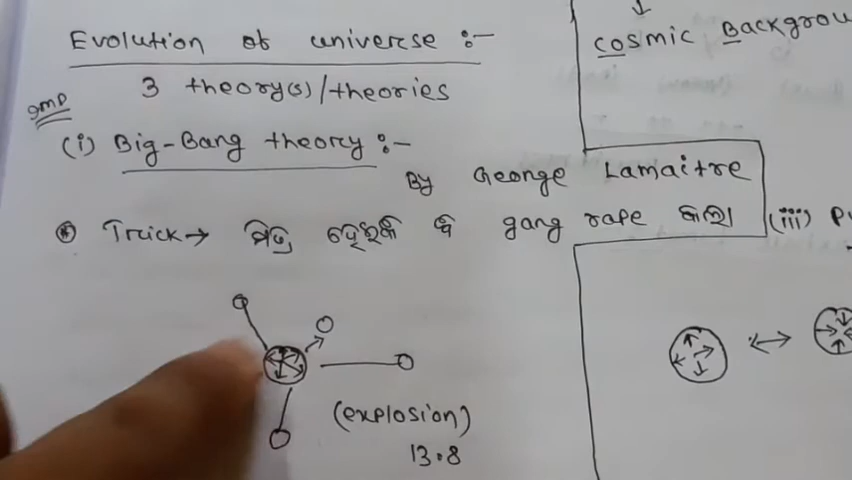 Evolution of universe :-
3 theory(s)/theories
Imp
(i) Big-Bang theory :-
By George Lamaitre
Trick → gang rape
(explosion)
13.8
↓
Cosmic Backgrou
(iii) P